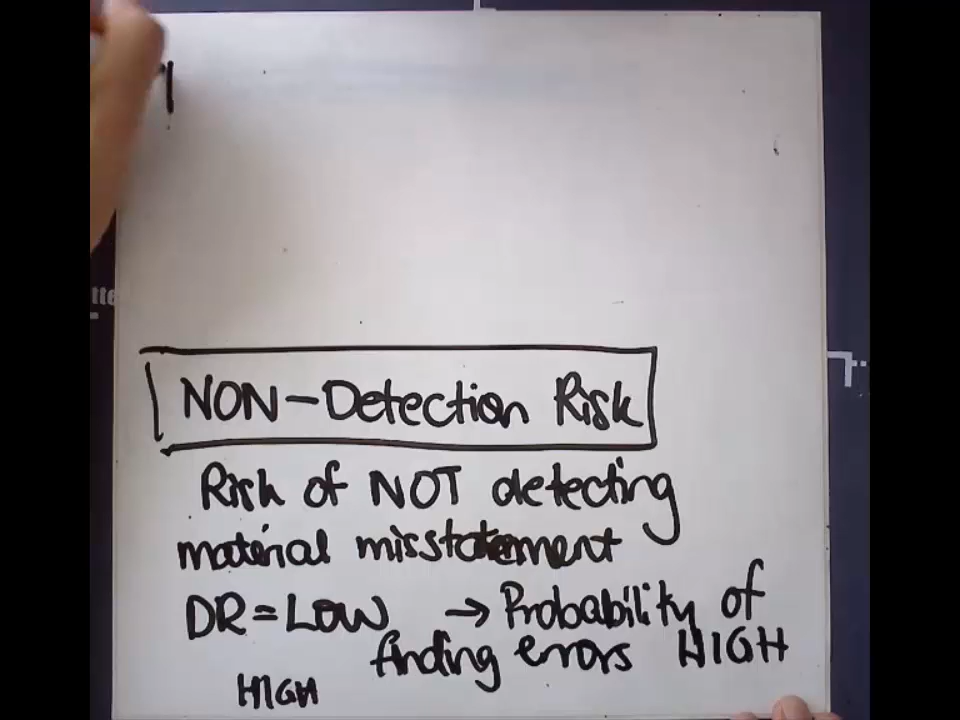 NON-Detection Risk
Risk of NOT detecting
material misstatement
DR = LOW → Probability of
finding errors HIGH
HIGH